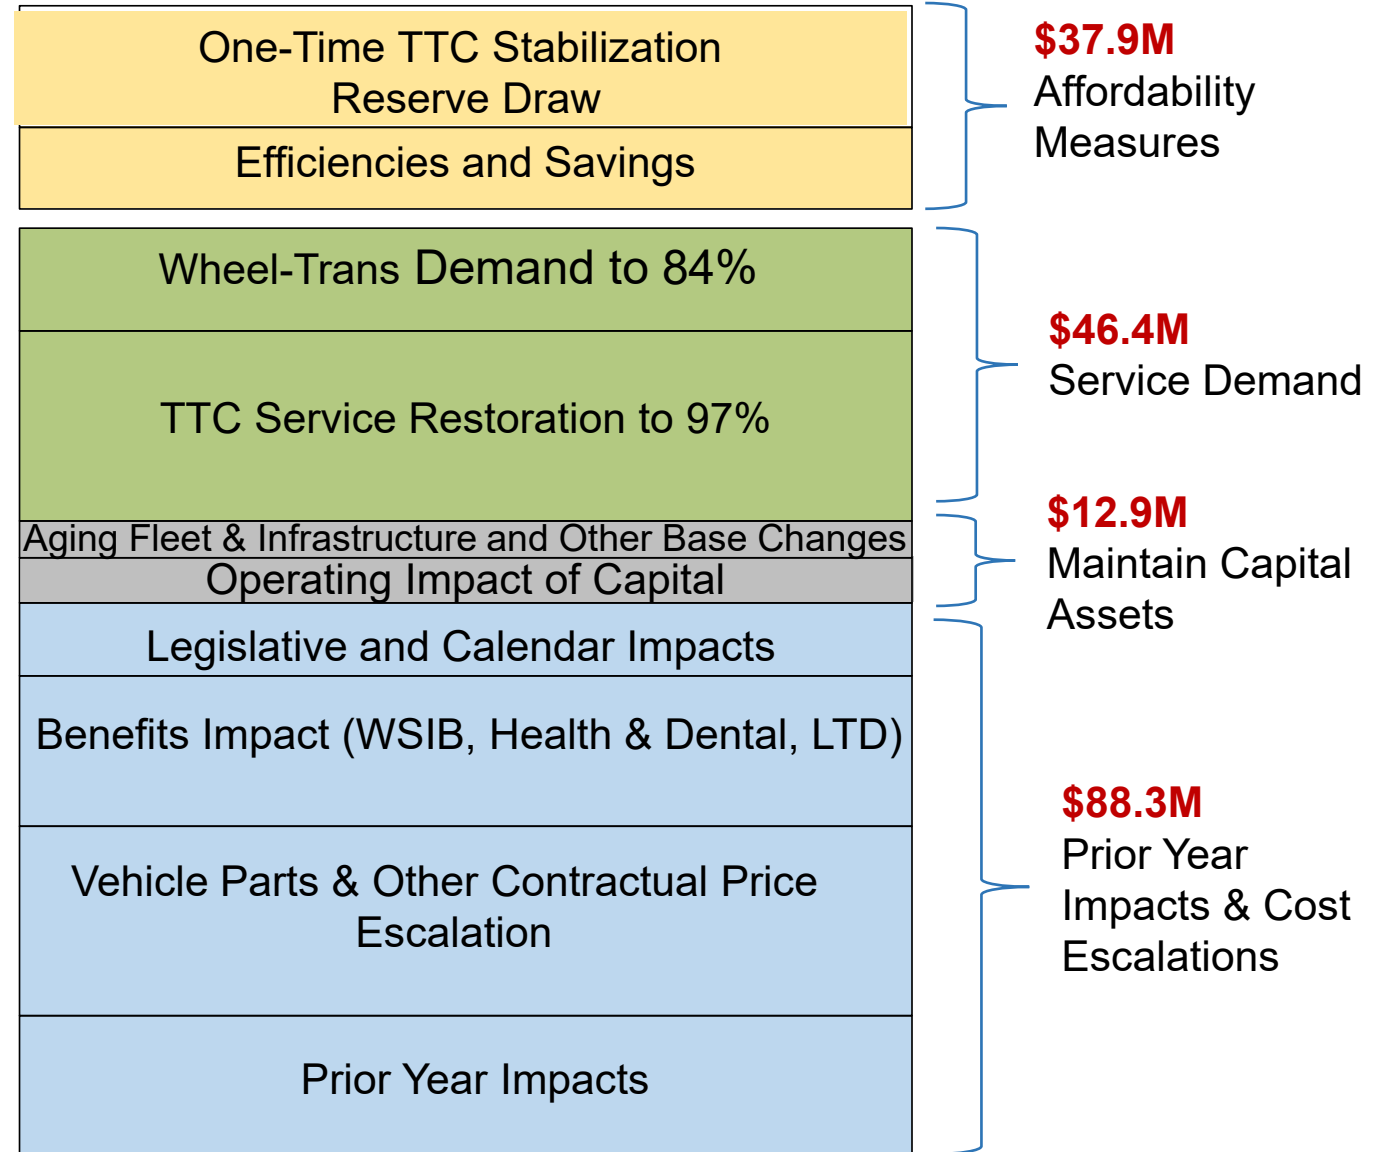 One-Time TTC Stabilization
Reserve Draw
Efficiencies and Savings
$37.9M
Affordability
Measures
Wheel-Trans Demand to 84%
TTC Service Restoration to 97%
$46.4M
Service Demand
Aging Fleet & Infrastructure and Other Base Changes
Operating Impact of Capital
$12.9M
Maintain Capital
Assets
Legislative and Calendar Impacts
Benefits Impact (WSIB, Health & Dental, LTD)
Vehicle Parts & Other Contractual Price
Escalation
Prior Year Impacts
$88.3M
Prior Year
Impacts & Cost
Escalations